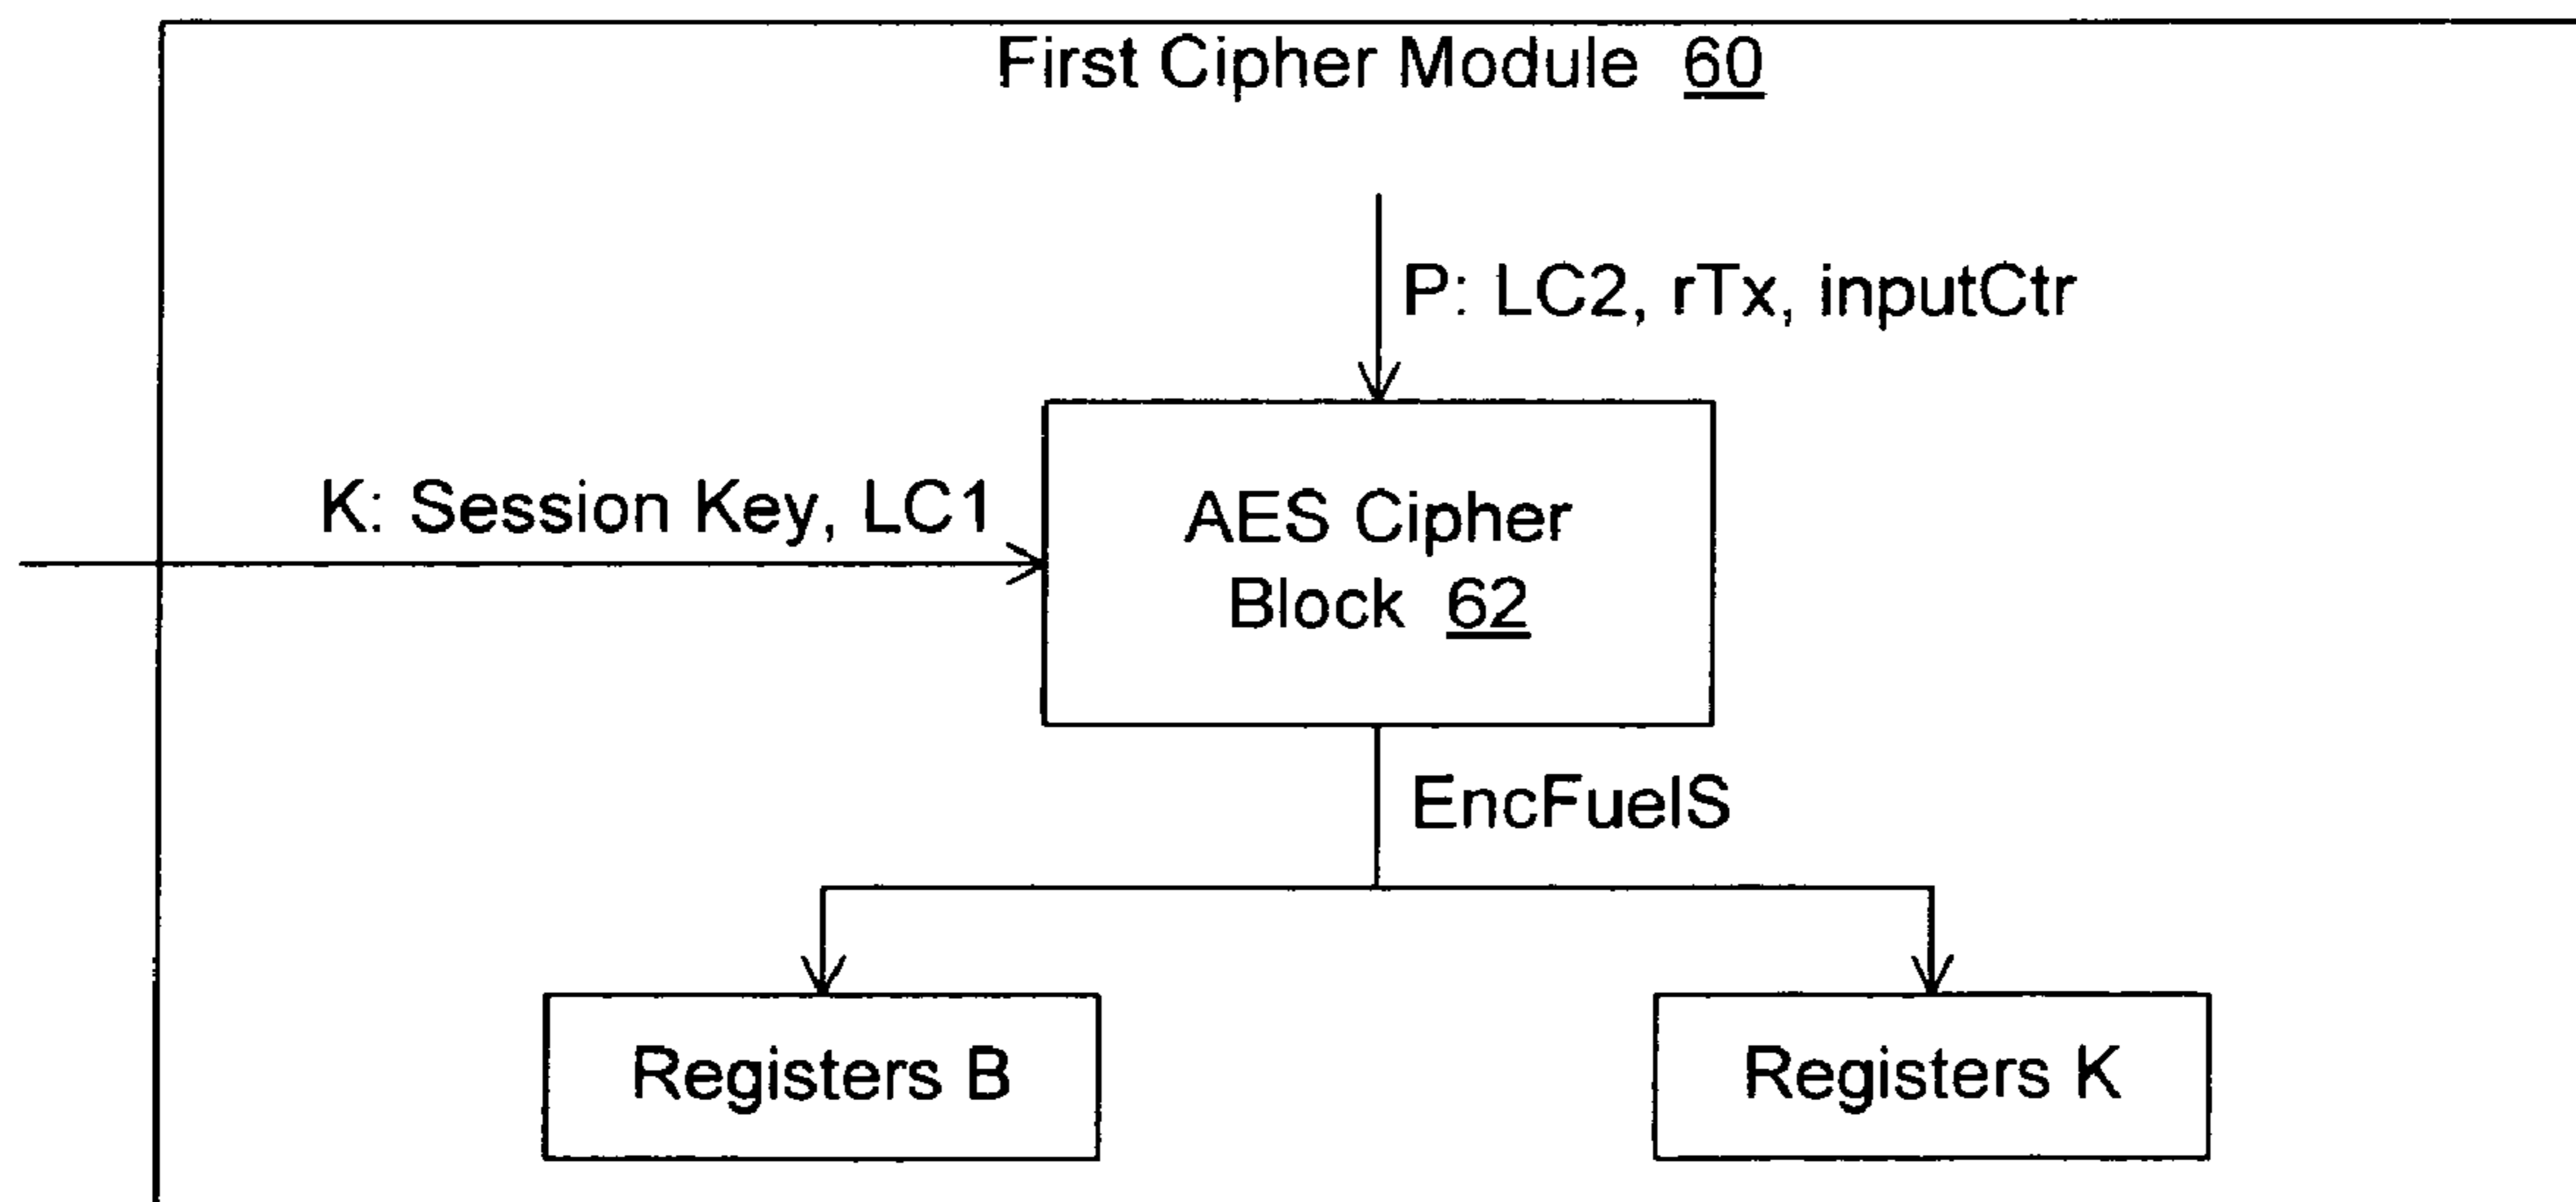 First Cipher Module 60
P: LC2, rTx, inputCtr
K: Session Key, LC1
AES Cipher
Block 62
EncFuelS
Registers B
Registers K